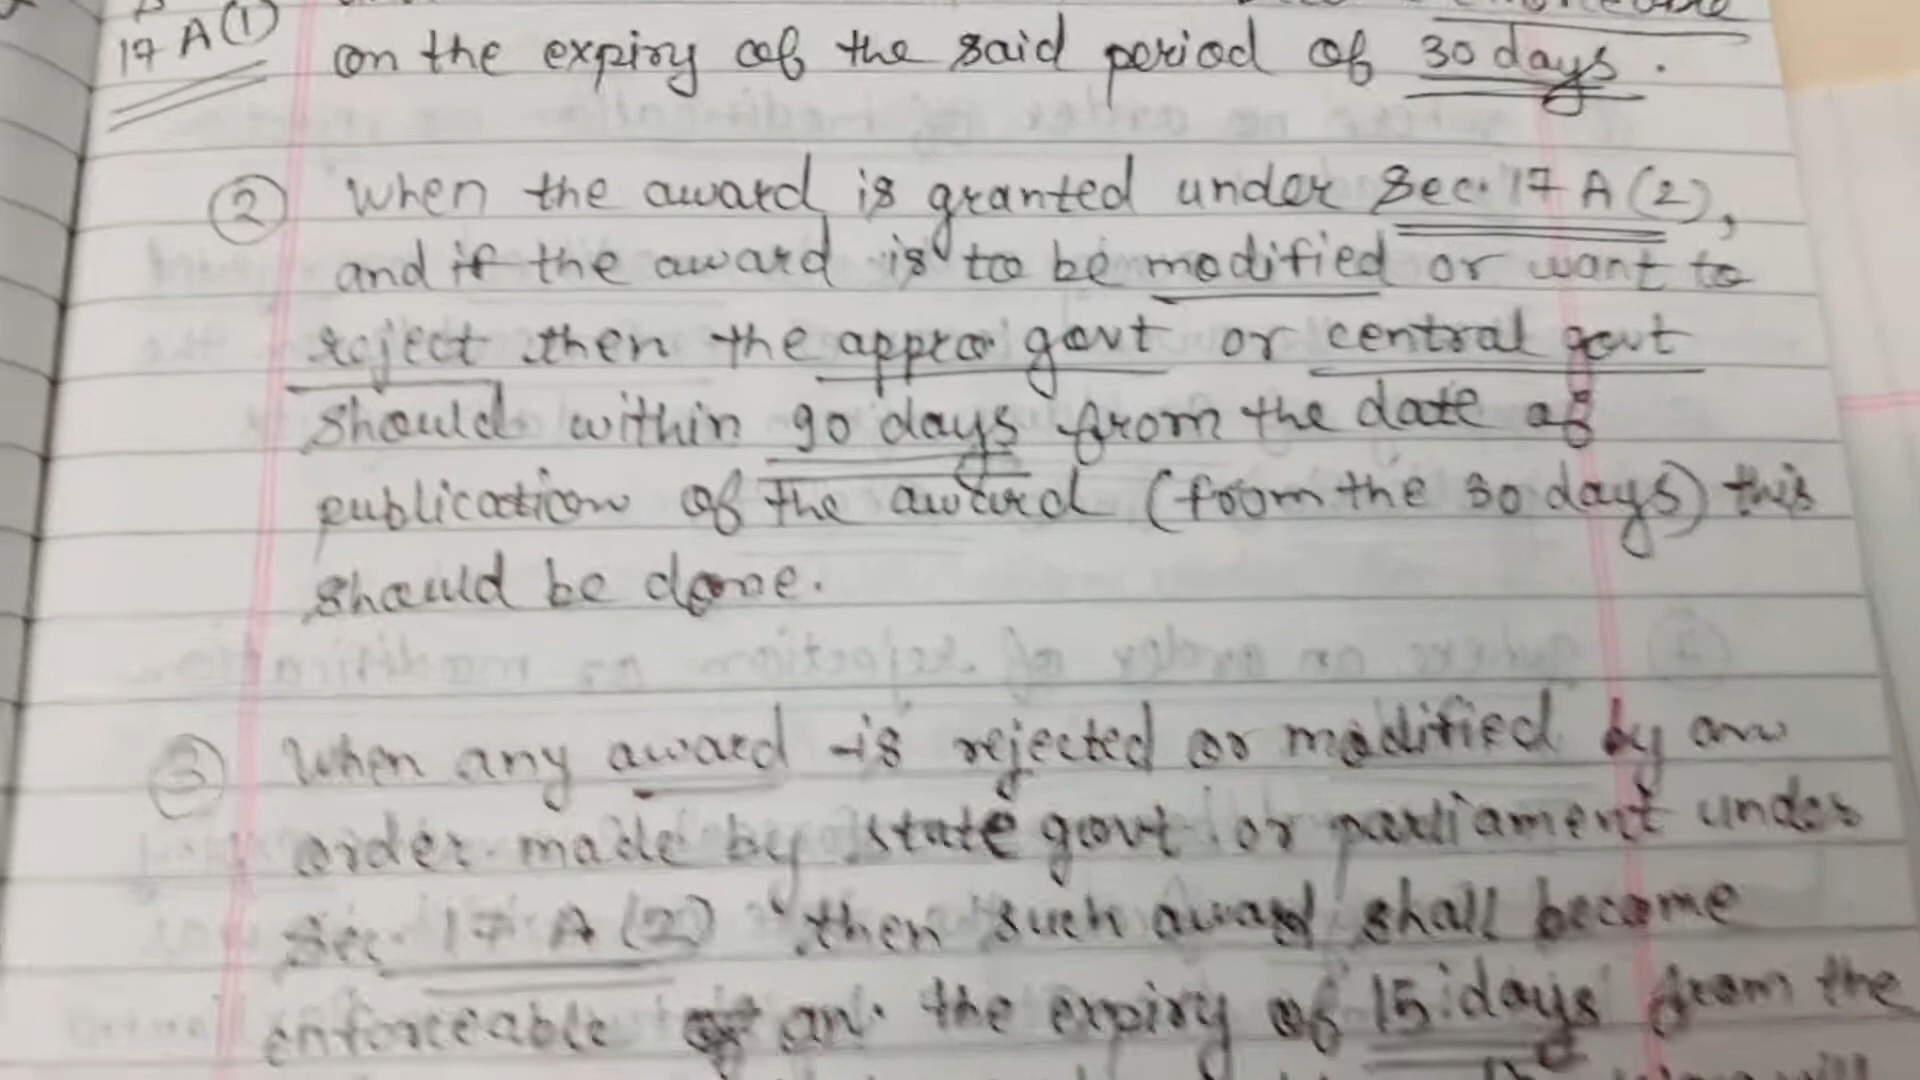 17 A (1)
on the expiry of the said period of 30 days.
② When the award is granted under Sec. 17 A (2),
and if the award is to be modified or want to
reject then the appro govt or central govt
should within 90 days from the date of
publication of the award (from the 30 days) this
should be done.
③ When any award is rejected or modified by an
order made by state govt or parliament under
Sec. 17 A (2) then such award shall become
enforceable on the expiry of 15 days from the